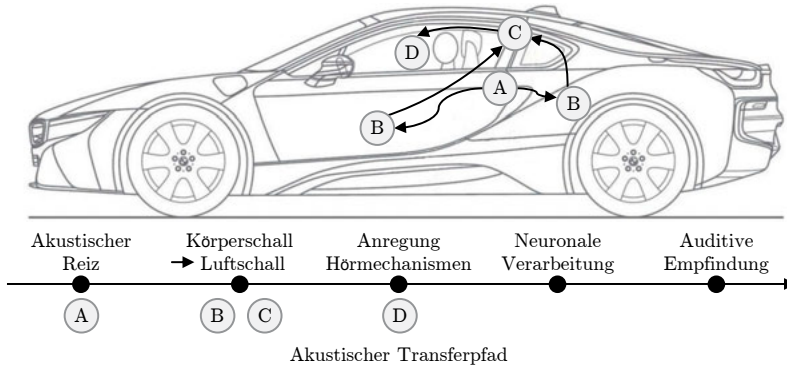 C
D
A
B
B
Akustischer Körperschall Anregung Neuronale Auditive
Reiz Luftschall Hörmechanismen Verarbeitung Empfindung
A B C D
Akustischer Transferpfad